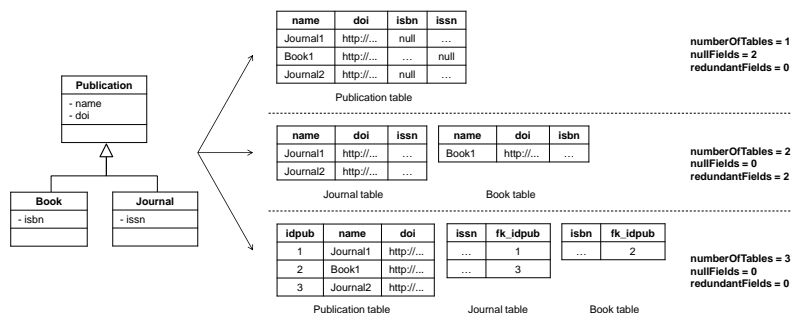 Publication
- name
- doi
Book
- isbn
Journal
- issn
name doi isbn issn
Journal1 http://... null ...
Book1 http://... ... null
Journal2 http://... null ...
Publication table
numberOfTables = 1
nullFields = 2
redundantFields = 0
name doi issn
Journal1 http://... ...
Journal2 http://... ...
Journal table
name doi isbn
Book1 http://... ...
Book table
numberOfTables = 2
nullFields = 0
redundantFields = 2
idpub name doi
1 Journal1 http://...
2 Book1 http://...
3 Journal2 http://...
Publication table
issn fk_idpub
... 1
... 3
Journal table
isbn fk_idpub
... 2
Book table
numberOfTables = 3
nullFields = 0
redundantFields = 0